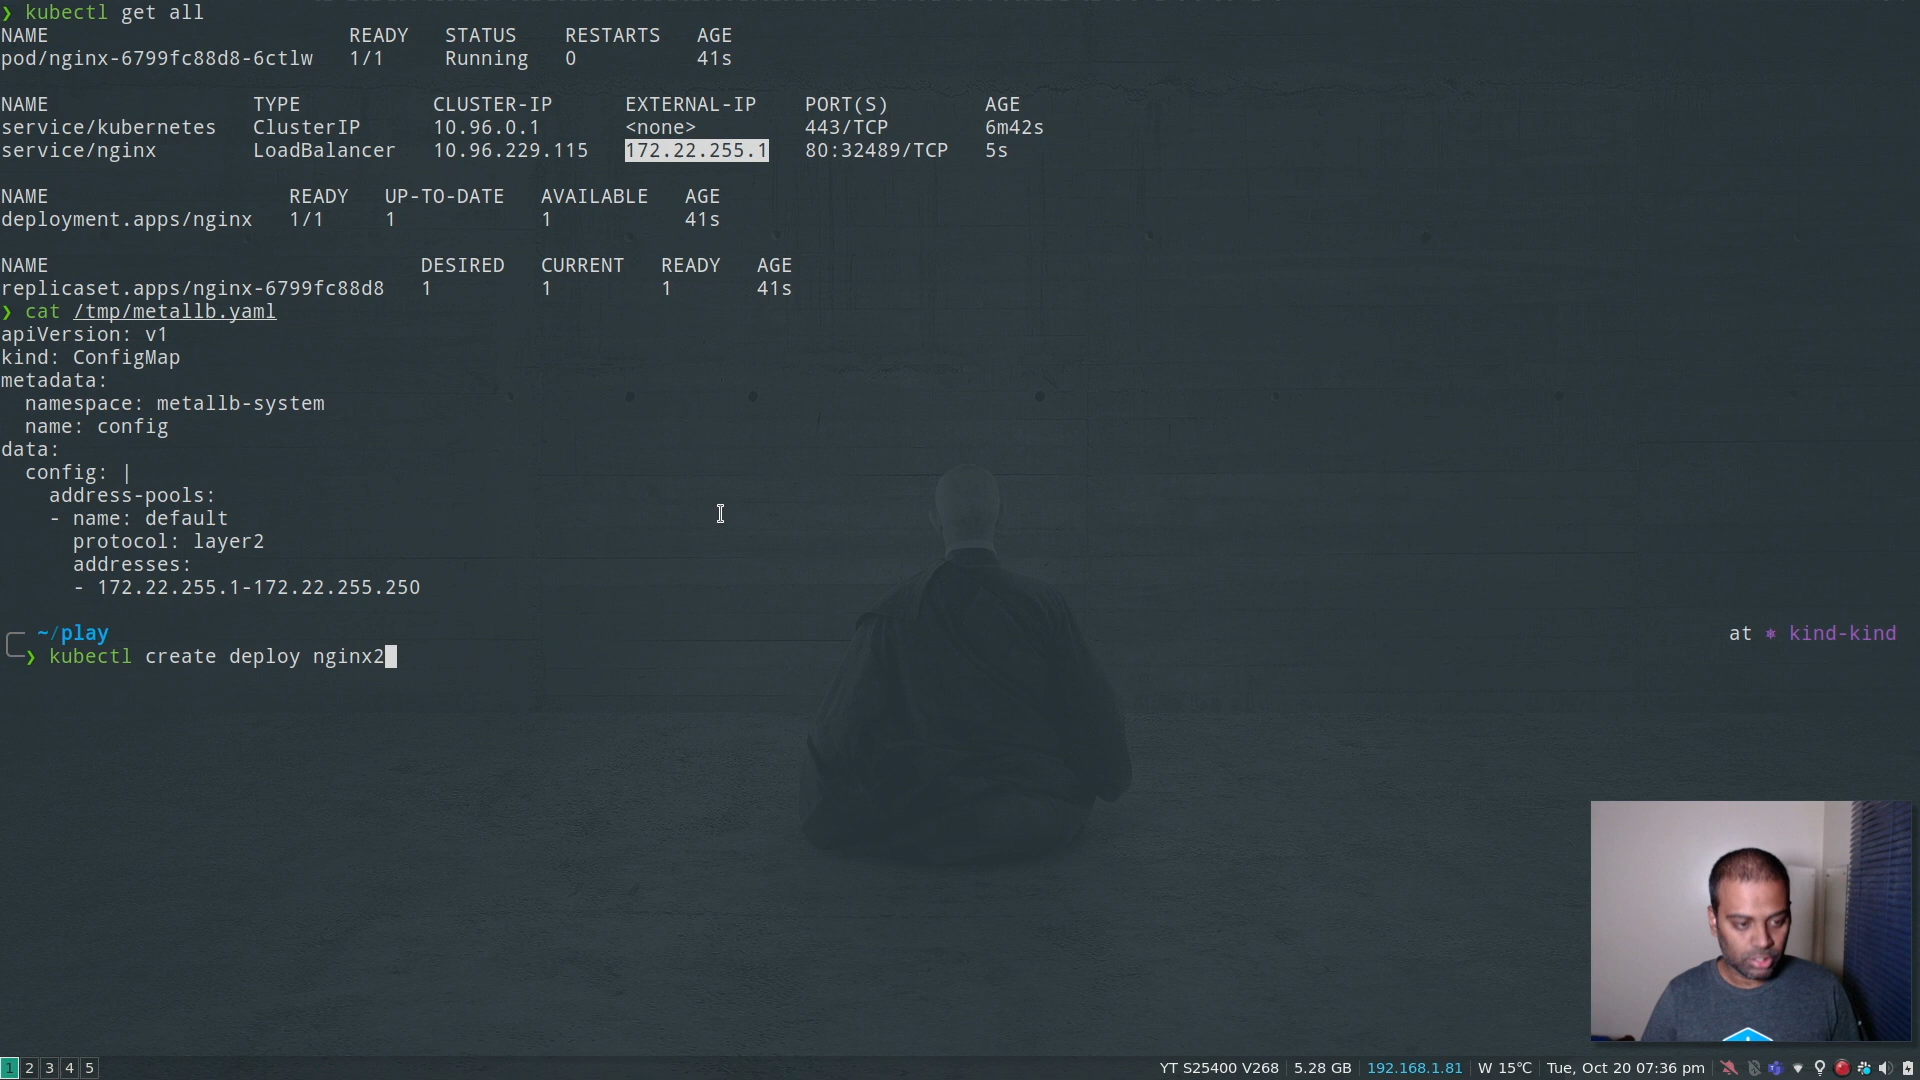 ❯ kubectl get all
NAME READY STATUS RESTARTS AGE
pod/nginx-6799fc88d8-6ctlw 1/1 Running 0 41s
NAME TYPE CLUSTER-IP EXTERNAL-IP PORT(S) AGE
service/kubernetes ClusterIP 10.96.0.1 <none> 443/TCP 6m42s
service/nginx LoadBalancer 10.96.229.115 172.22.255.1 80:32489/TCP 5s
NAME READY UP-TO-DATE AVAILABLE AGE
deployment.apps/nginx 1/1 1 1 41s
NAME DESIRED CURRENT READY AGE
replicaset.apps/nginx-6799fc88d8 1 1 1 41s
❯ cat /tmp/metallb.yaml
apiVersion: v1
kind: ConfigMap
metadata:
  namespace: metallb-system
  name: config
data:
  config: |
    address-pools:
    - name: default
      protocol: layer2
      addresses:
      - 172.22.255.1-172.22.255.250
~/play at ⎈ kind-kind
❯ kubectl create deploy nginx2
1 2 3 4 5 YT S25400 V268 5.28 GB 192.168.1.81 W 15°C Tue, Oct 20 07:36 pm